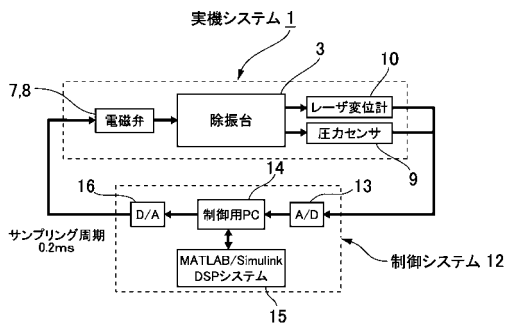 実機システム 1
3
10
7,8
電磁弁
除振台
レーザ変位計
圧力センサ
9
14
16
13
D/A
制御用PC
A/D
サンプリング周期
0.2ms
MATLAB/Simulink
DSPシステム
制御システム 12
15